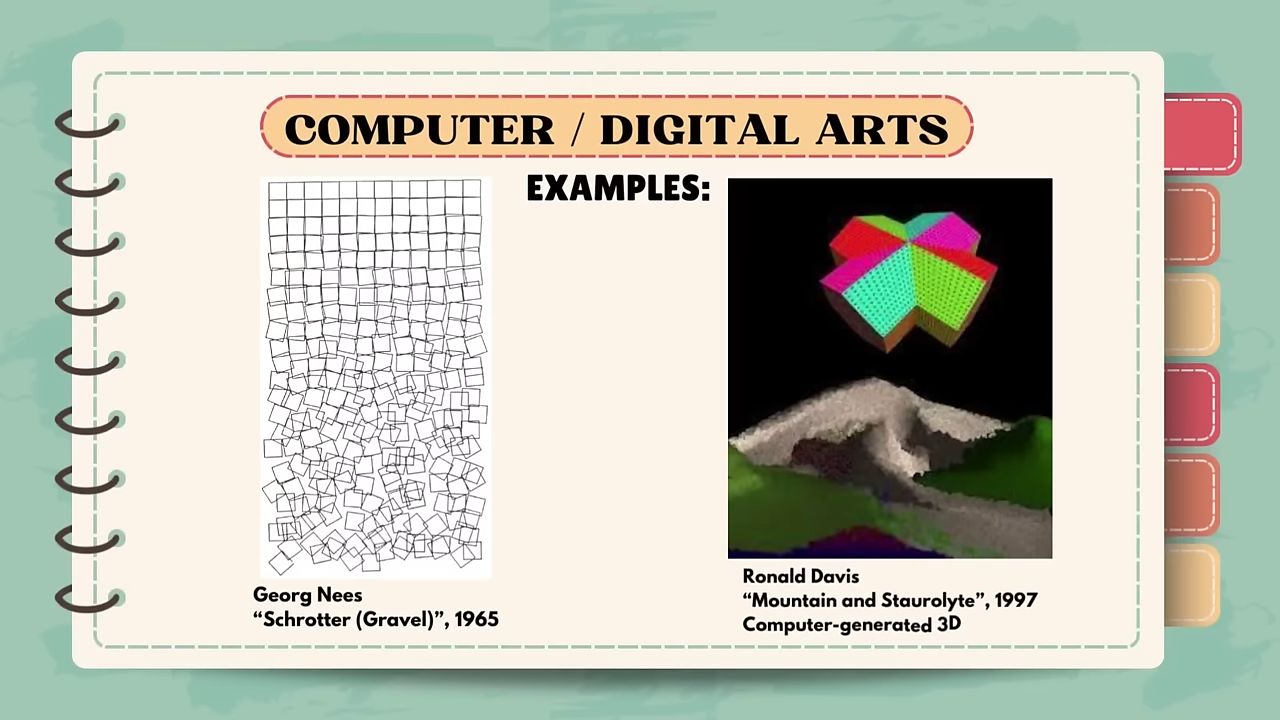 COMPUTER / DIGITAL ARTS
EXAMPLES:
Georg Nees
“Schrotter (Gravel)”, 1965
Ronald Davis
“Mountain and Staurolyte”, 1997
Computer-generated 3D